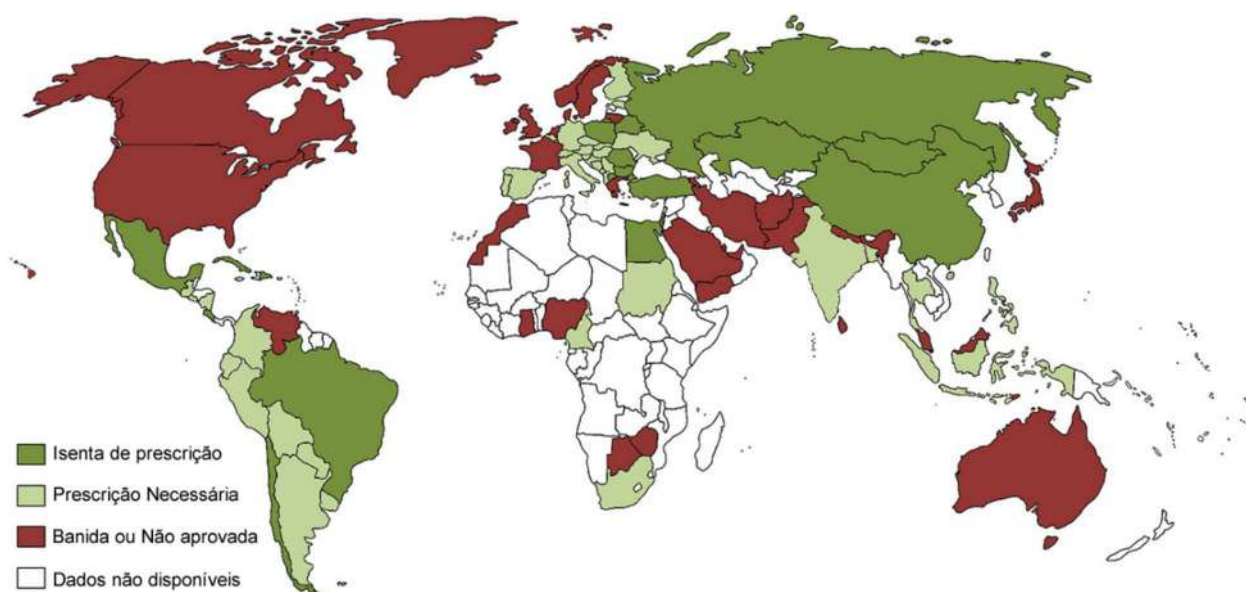 Isenta de prescrição
Prescrição Necessária
Banida ou Não aprovada
Dados não disponíveis